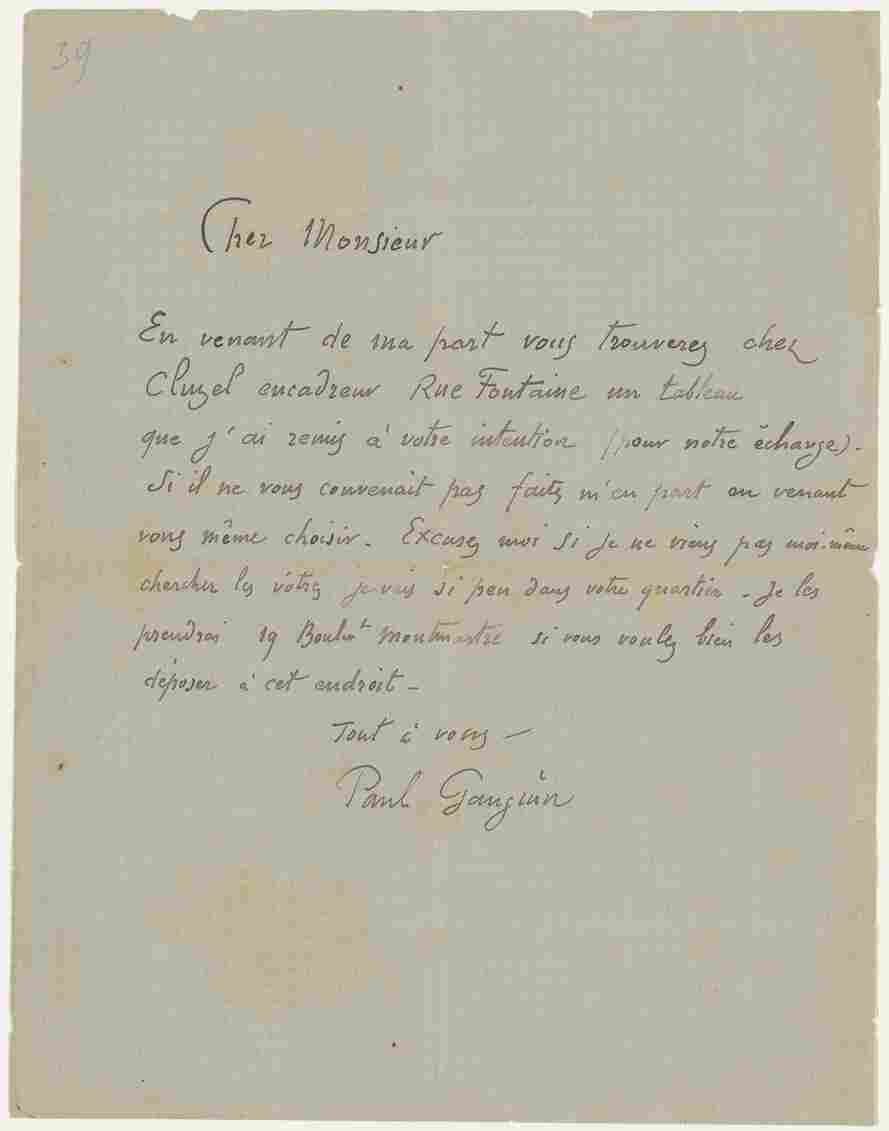 39
Cher Monsieur
En venant de ma part vous trouverez chez
Cluzel encadreur Rue Fontaine un tableau
que j'ai remis à votre intention (pour notre échange).
Si il ne vous convenait pas faites m'en part en venant
vous même choisir. Excusez moi si je ne viens pas moi-même
chercher les vôtres je vais si peu dans votre quartier. Je les
prendrai 19 Boulvt Montmartre si vous voulez bien les
déposer à cet endroit -
Tout à vous -
Paul Gauguin